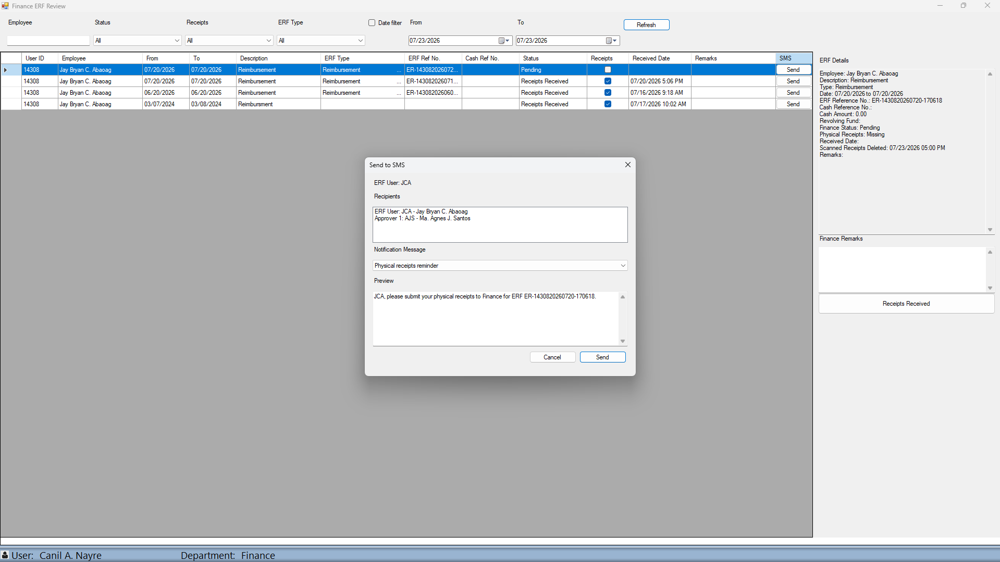 Finance ERF Review
Employee Status Receipts ERF Type Date filter From To Refresh
All All All 07/23/2026 07/23/2026
User ID Employee From To Description ERF Type ERF Ref No. Cash Ref No. Status Receipts Received Date Remarks SMS
14308 Jay Bryan C. Abaoag 07/20/2026 07/20/2026 Reimbursement Reimbursement ... ER-143082026072... Pending Send
14308 Jay Bryan C. Abaoag 07/20/2026 07/20/2026 Reimbursement Reimbursement ... ER-143082026071... Receipts Received 07/20/2026 5:06 PM Send
14308 Jay Bryan C. Abaoag 06/20/2026 06/20/2026 Reimbursement Reimbursement ... ER-143082026060... Receipts Received 07/16/2026 9:18 AM Send
14308 Jay Bryan C. Abaoag 03/07/2024 03/08/2024 Reimbursment Receipts Received 07/17/2026 10:02 AM Send
ERF Details
Employee: Jay Bryan C. Abaoag
Description: Reimbursement
Type: Reimbursement
Date: 07/20/2026 to 07/20/2026
ERF Reference No.: ER-1430820260720-170618
Cash Reference No.:
Cash Amount: 0.00
Revolving Fund:
Finance Status: Pending
Physical Receipts: Missing
Received Date:
Scanned Receipts Deleted: 07/23/2026 05:00 PM
Remarks:
Finance Remarks
Receipts Received
Send to SMS
ERF User: JCA
Recipients
ERF User: JCA - Jay Bryan C. Abaoag
Approver 1: AJS - Ma. Agnes J. Santos
Notification Message
Physical receipts reminder
Preview
JCA, please submit your physical receipts to Finance for ERF ER-1430820260720-170618.
Cancel Send
User: Canil A. Nayre Department: Finance